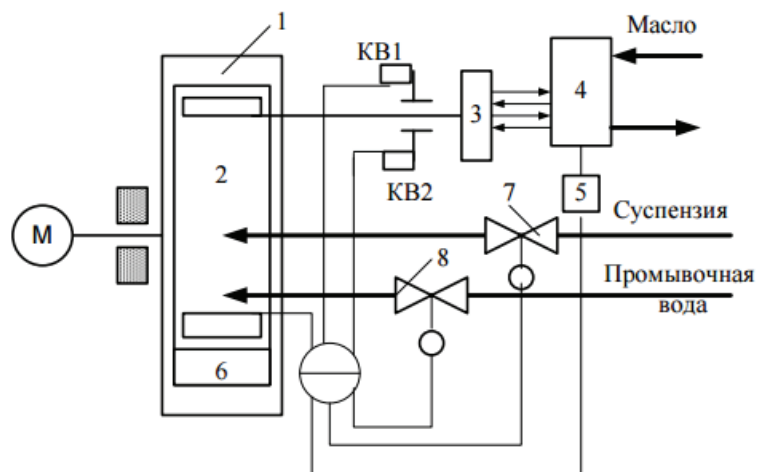 1
КВ1
Масло
3
4
2
КВ2
5
7
Суспензия
М
8
Промывочная
вода
6